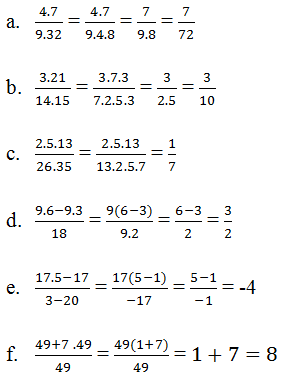 a. 4.7/9.32 = 4.7/9.4.8 = 7/9.8 = 7/72
b. 3.21/14.15 = 3.7.3/7.2.5.3 = 3/2.5 = 3/10
c. 2.5.13/26.35 = 2.5.13/13.2.5.7 = 1/7
d. 9.6−9.3/18 = 9(6−3)/9.2 = 6−3/2 = 3/2
e. 17.5−17/3−20 = 17(5−1)/−17 = 5−1/−1 = -4
f. 49+7 .49/49 = 49(1+7)/49 = 1 + 7 = 8